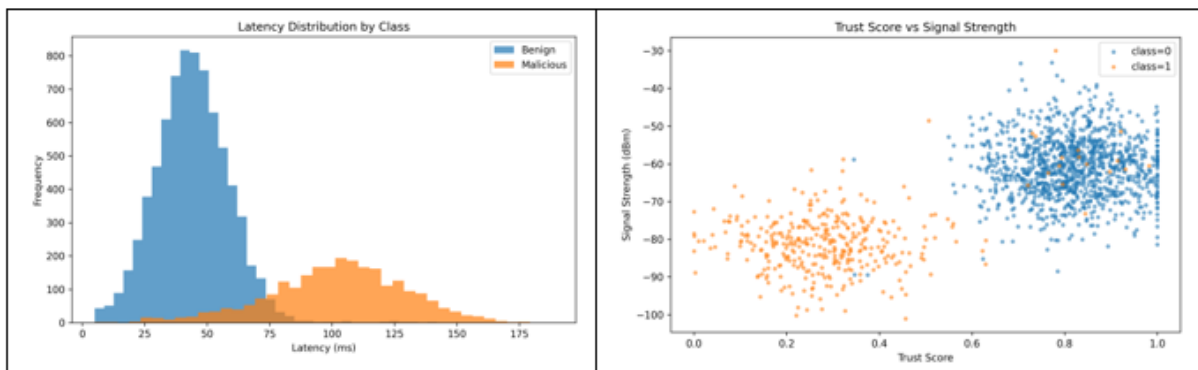 Latency Distribution by Class
Benign
Malicious
800
700
600
500
400
300
200
100
0
Frequency
0 25 50 75 100 125 150 175
Latency (ms)
Trust Score vs Signal Strength
class=0
class=1
−30
−40
−50
−60
−70
−80
−90
−100
Signal Strength (dBm)
0.0 0.2 0.4 0.6 0.8 1.0
Trust Score